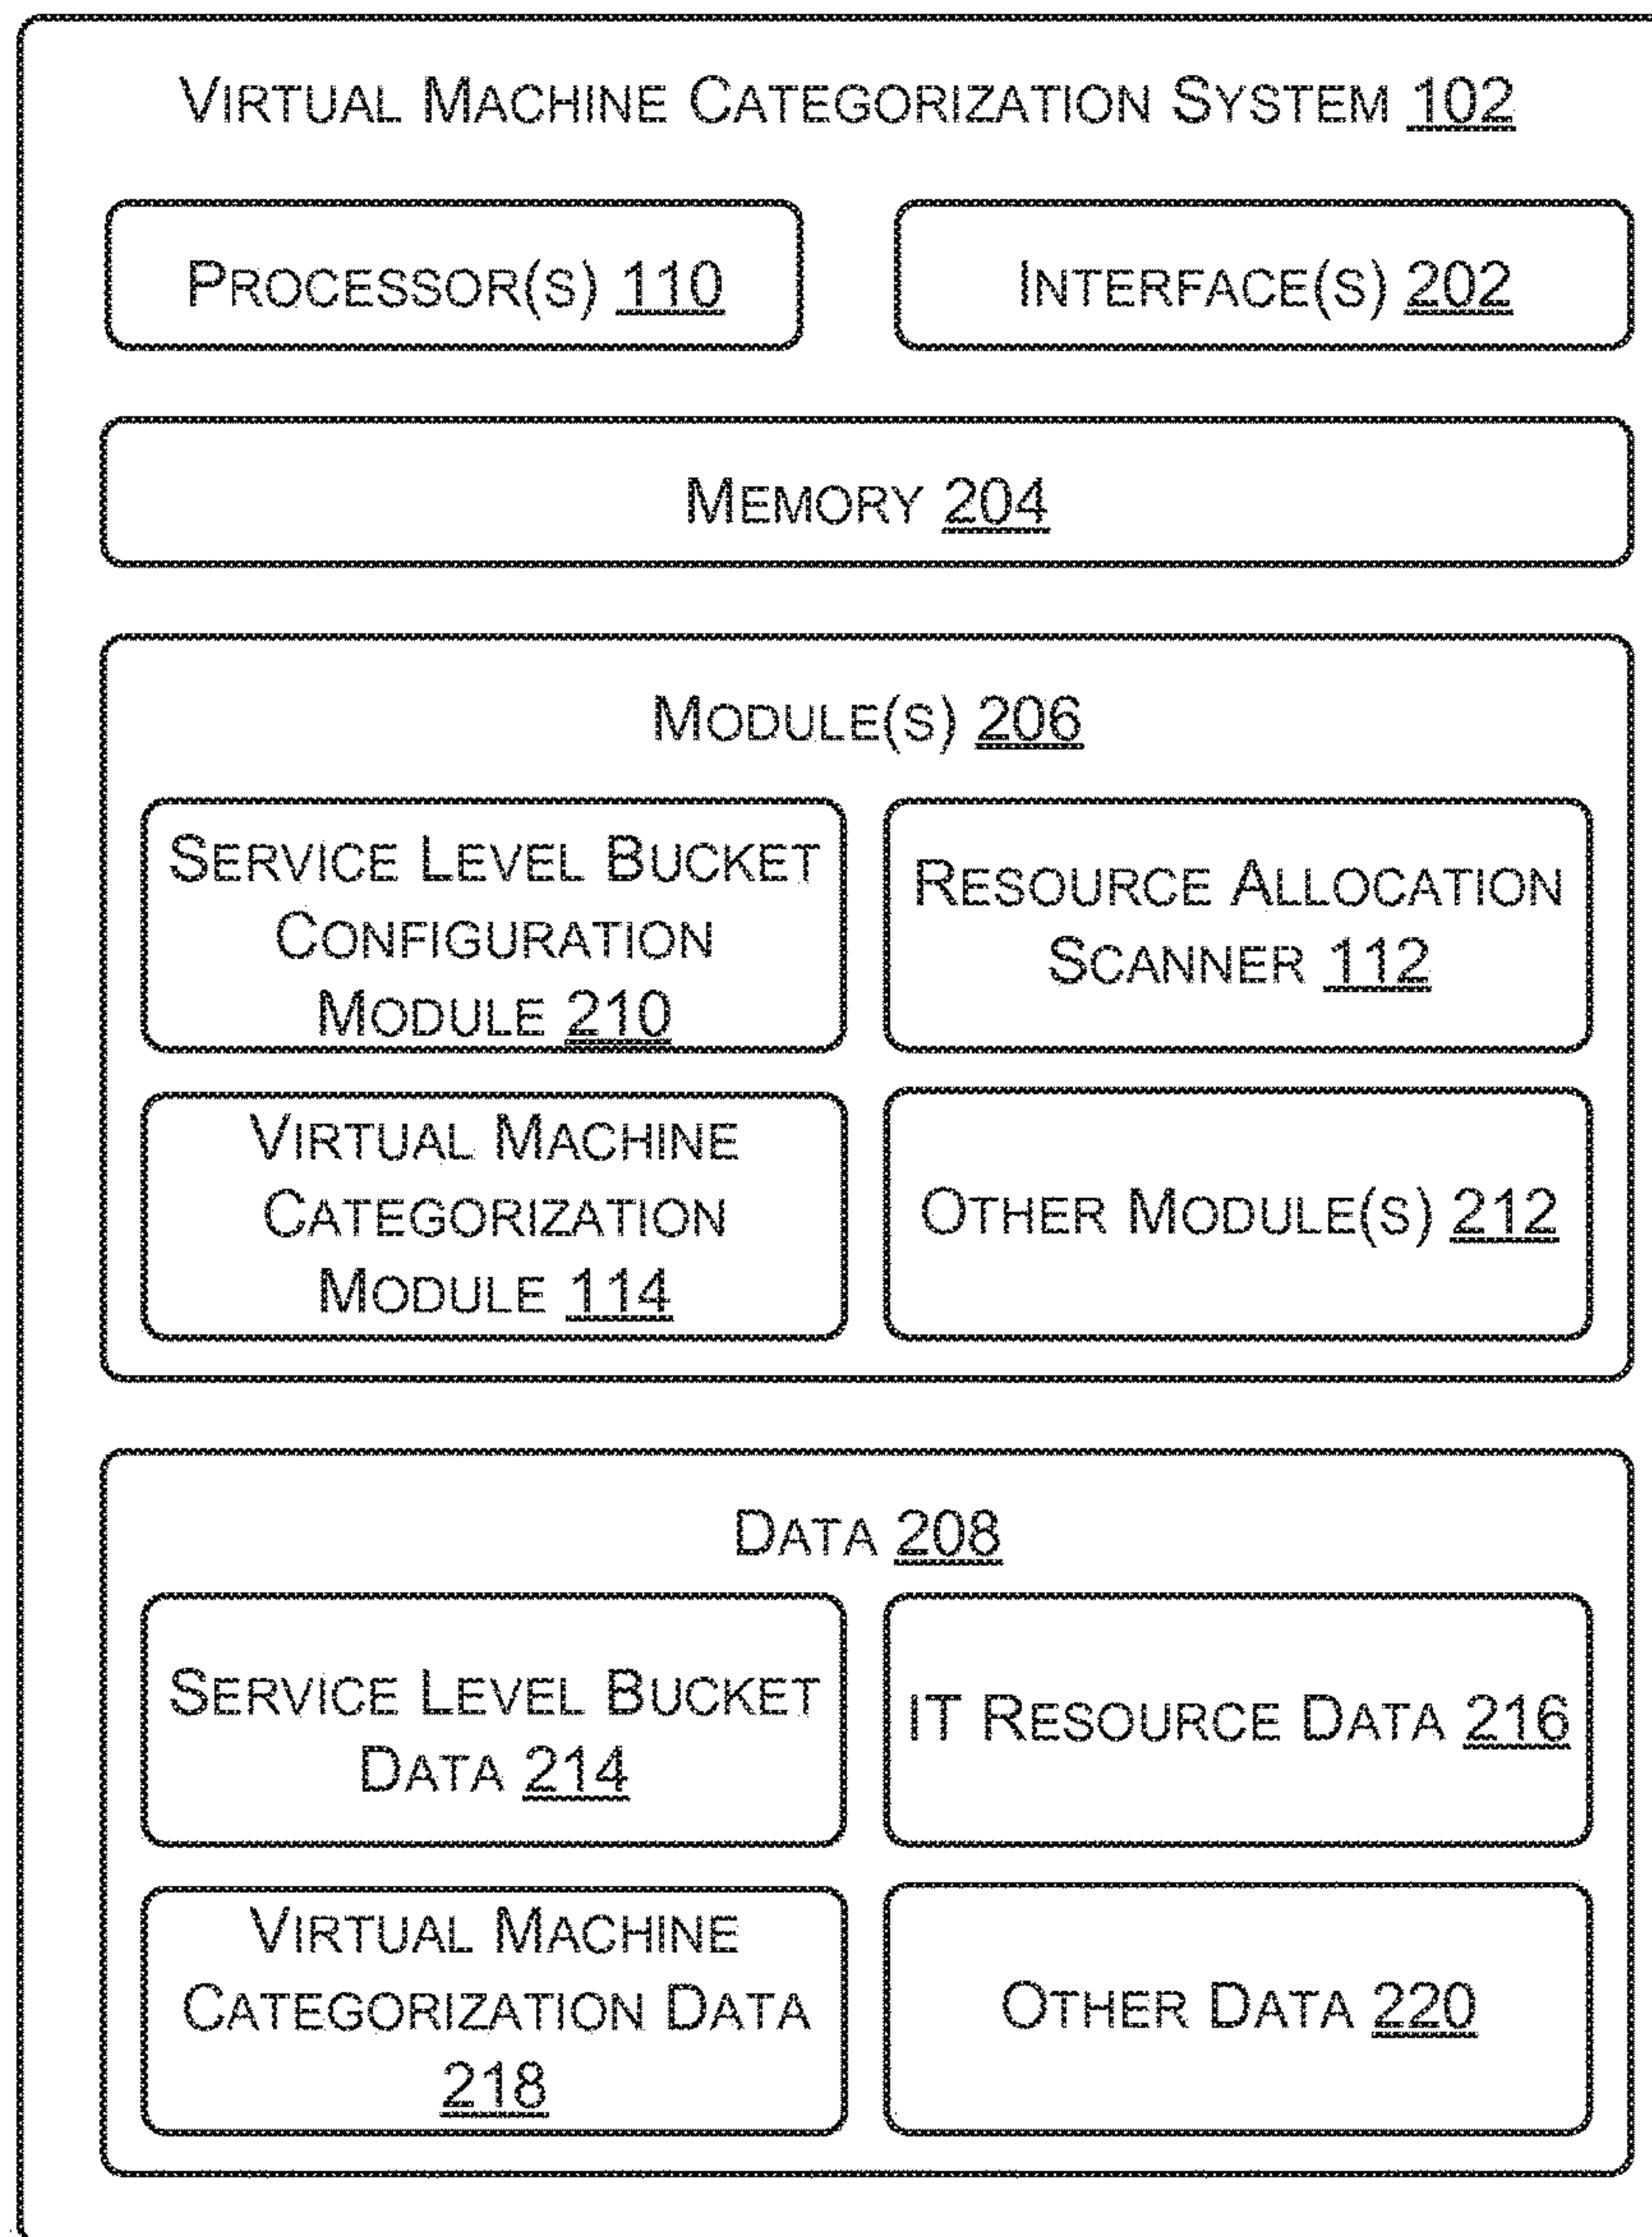 VIRTUAL MACHINE CATEGORIZATION SYSTEM 102
PROCESSOR(S) 110
INTERFACE(S) 202
MEMORY 204
MODULE(S) 206
SERVICE LEVEL BUCKET
CONFIGURATION
MODULE 210
RESOURCE ALLOCATION
SCANNER 112
VIRTUAL MACHINE
CATEGORIZATION
MODULE 114
OTHER MODULE(S) 212
DATA 208
SERVICE LEVEL BUCKET
DATA 214
IT RESOURCE DATA 216
VIRTUAL MACHINE
CATEGORIZATION DATA
218
OTHER DATA 220